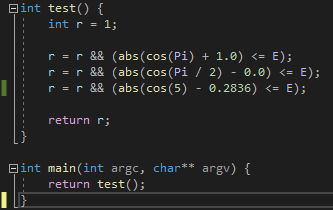 int test() {
int r = 1;
r = r && (abs(cos(Pi) + 1.0) <= E);
r = r && (abs(cos(Pi / 2) - 0.0) <= E);
r = r && (abs(cos(5) - 0.2836) <= E);
return r;
}
int main(int argc, char** argv) {
return test();
}